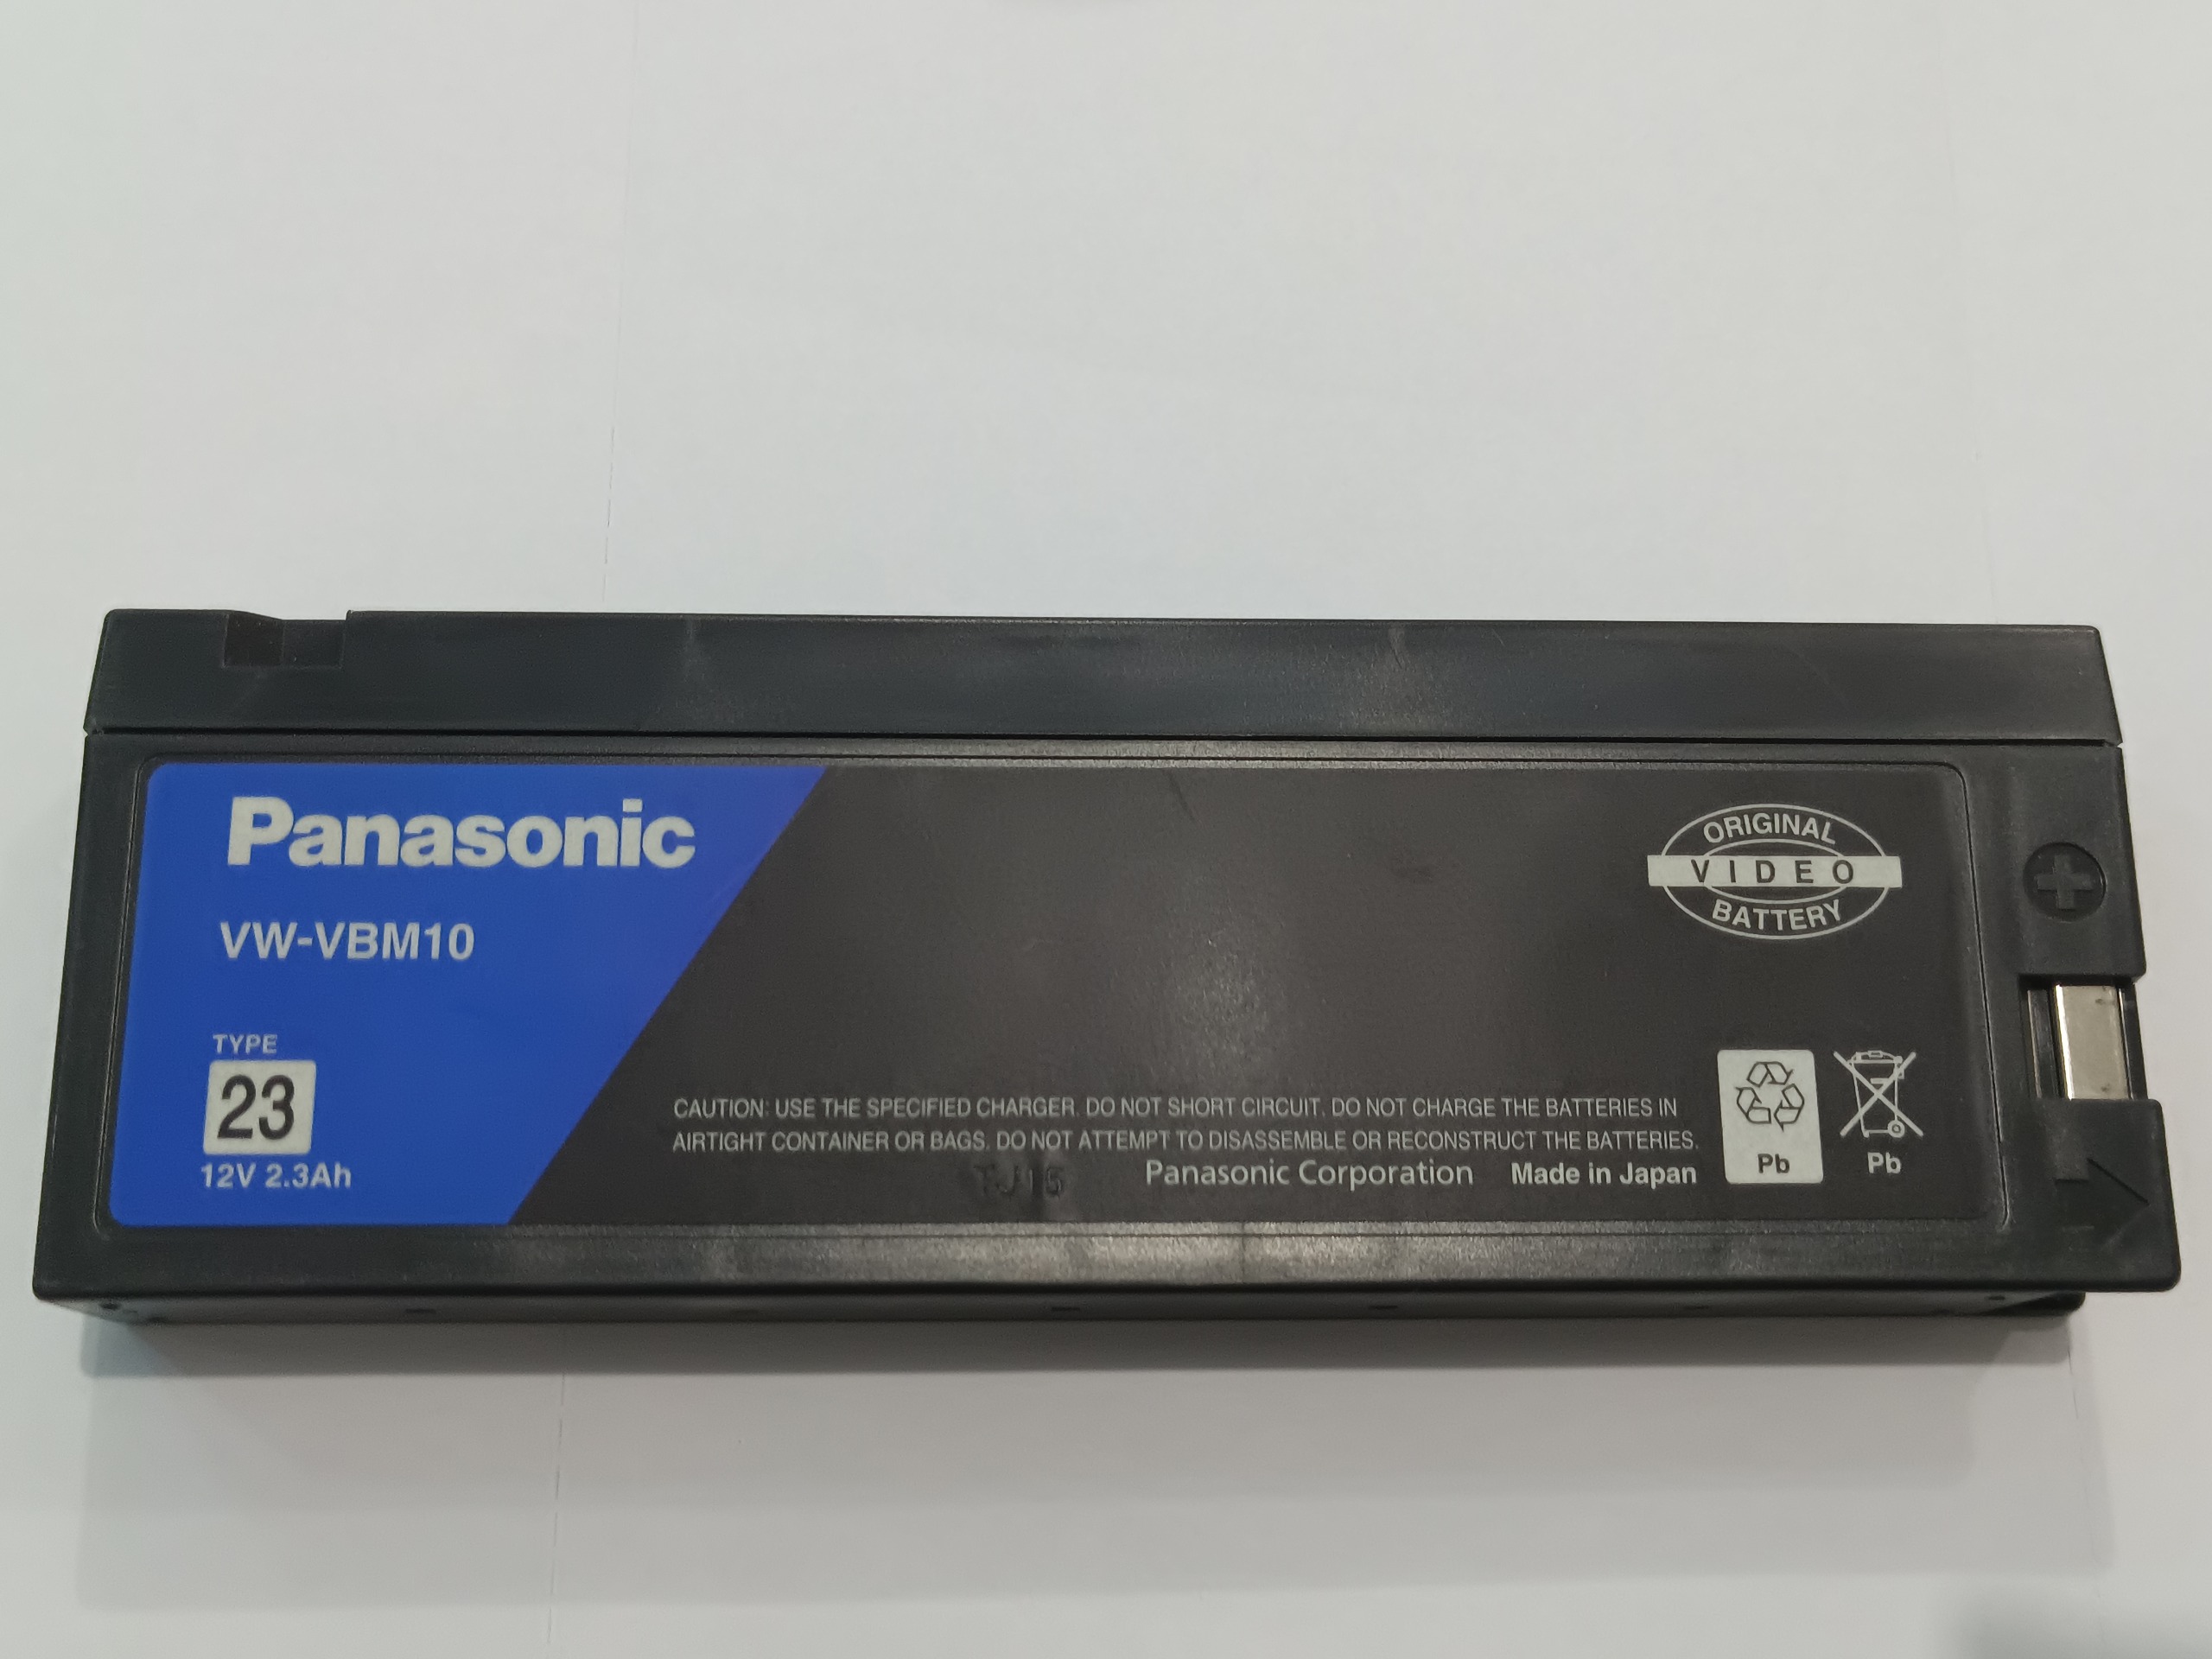 Panasonic
VW-VBM10
TYPE
23
12V 2.3Ah
ORIGINAL
VIDEO
BATTERY
CAUTION: USE THE SPECIFIED CHARGER. DO NOT SHORT CIRCUIT. DO NOT CHARGE THE BATTERIES IN
AIRTIGHT CONTAINER OR BAGS. DO NOT ATTEMPT TO DISASSEMBLE OR RECONSTRUCT THE BATTERIES.
Panasonic Corporation Made in Japan
Pb
Pb